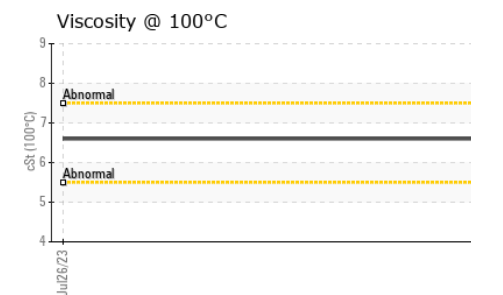 Viscosity @ 100°C
9
8
Abnormal
7
cSt (100°C)
6
Abnormal
5
4
Jul26/23